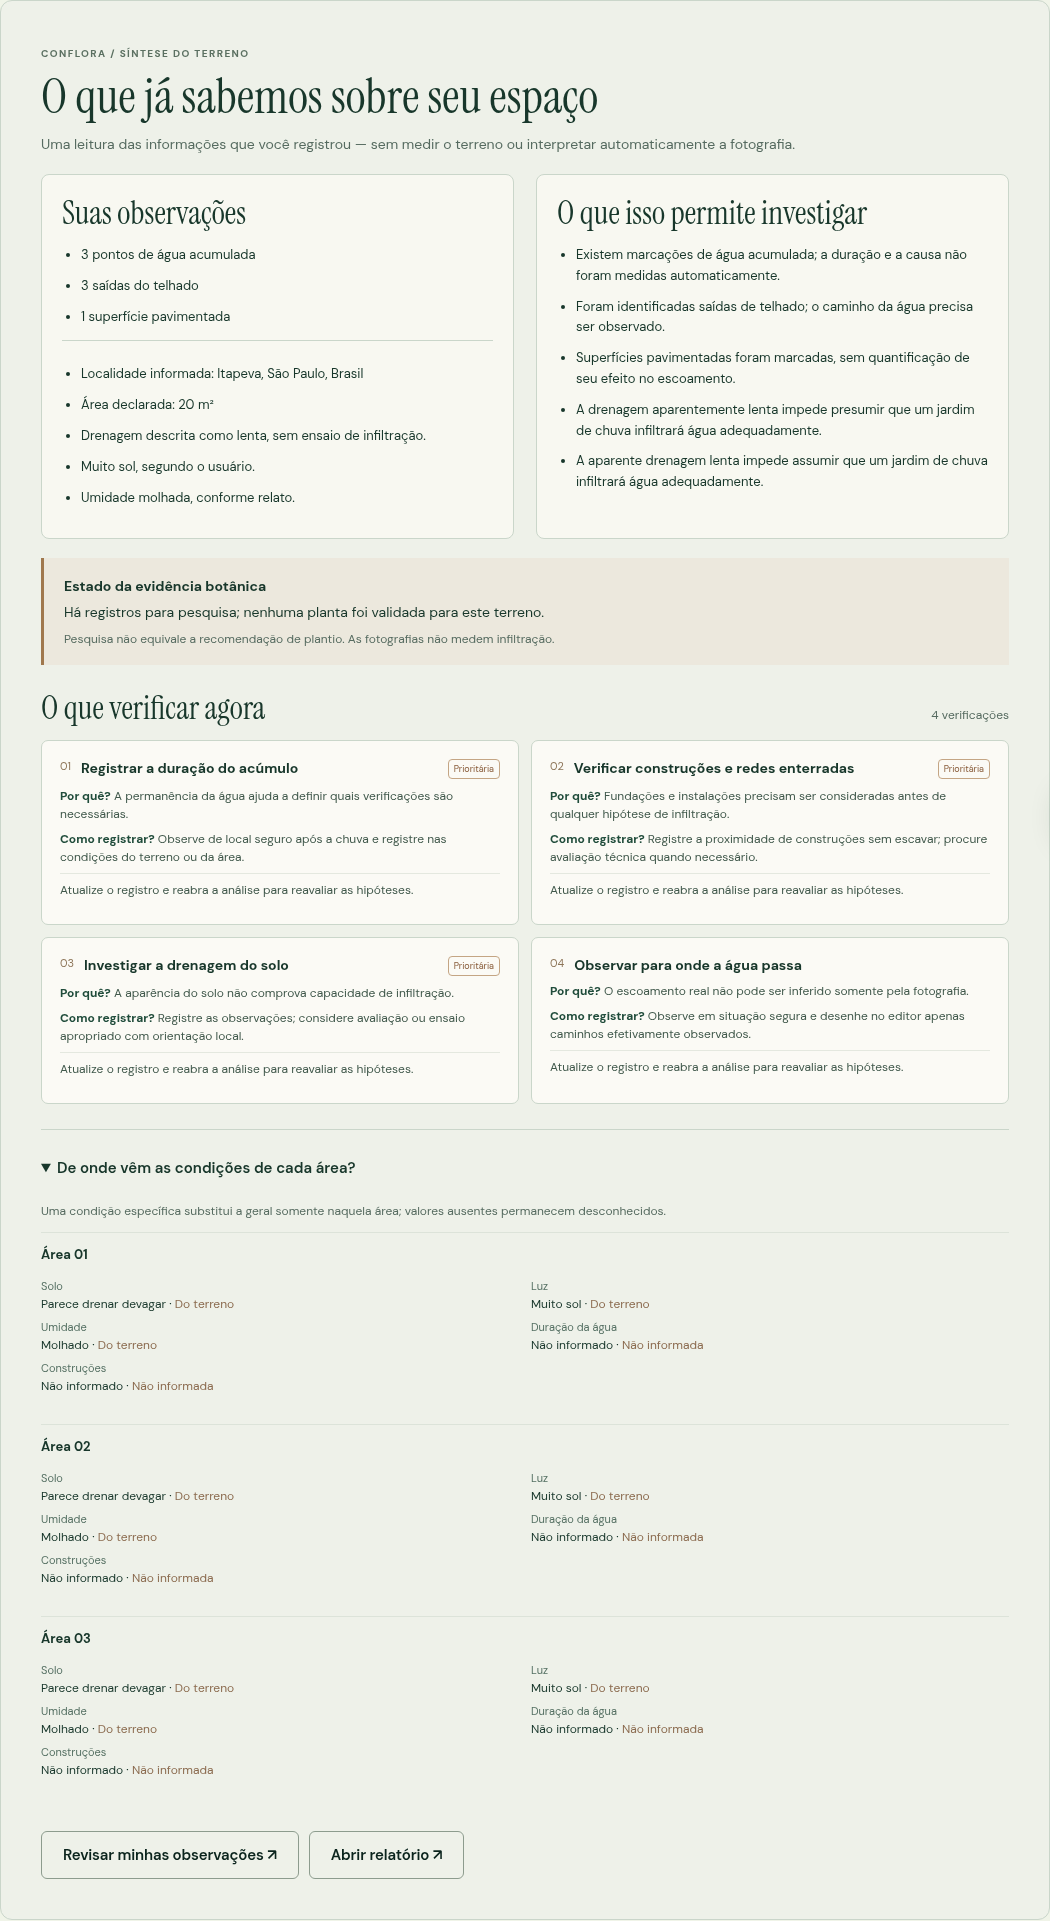 CONFLORA / SÍNTESE DO TERRENO
O que já sabemos sobre seu espaço
Uma leitura das informações que você registrou — sem medir o terreno ou interpretar automaticamente a fotografia.
Suas observações
• 3 pontos de água acumulada
• 3 saídas do telhado
• 1 superfície pavimentada
• Localidade informada: Itapeva, São Paulo, Brasil
• Área declarada: 20 m²
• Drenagem descrita como lenta, sem ensaio de infiltração.
• Muito sol, segundo o usuário.
• Umidade molhada, conforme relato.
O que isso permite investigar
• Existem marcações de água acumulada; a duração e a causa não
foram medidas automaticamente.
• Foram identificadas saídas de telhado; o caminho da água precisa
ser observado.
• Superfícies pavimentadas foram marcadas, sem quantificação de
seu efeito no escoamento.
• A drenagem aparentemente lenta impede presumir que um jardim
de chuva infiltrará água adequadamente.
• A aparente drenagem lenta impede assumir que um jardim de chuva
infiltrará água adequadamente.
Estado da evidência botânica
Há registros para pesquisa; nenhuma planta foi validada para este terreno.
Pesquisa não equivale a recomendação de plantio. As fotografias não medem infiltração.
O que verificar agora
4 verificações
01 Registrar a duração do acúmulo Prioritária
Por quê? A permanência da água ajuda a definir quais verificações são
necessárias.
Como registrar? Observe de local seguro após a chuva e registre nas
condições do terreno ou da área.
Atualize o registro e reabra a análise para reavaliar as hipóteses.
02 Verificar construções e redes enterradas Prioritária
Por quê? Fundações e instalações precisam ser consideradas antes de
qualquer hipótese de infiltração.
Como registrar? Registre a proximidade de construções sem escavar; procure
avaliação técnica quando necessário.
Atualize o registro e reabra a análise para reavaliar as hipóteses.
03 Investigar a drenagem do solo Prioritária
Por quê? A aparência do solo não comprova capacidade de infiltração.
Como registrar? Registre as observações; considere avaliação ou ensaio
apropriado com orientação local.
Atualize o registro e reabra a análise para reavaliar as hipóteses.
04 Observar para onde a água passa
Por quê? O escoamento real não pode ser inferido somente pela fotografia.
Como registrar? Observe em situação segura e desenhe no editor apenas
caminhos efetivamente observados.
Atualize o registro e reabra a análise para reavaliar as hipóteses.
▼ De onde vêm as condições de cada área?
Uma condição específica substitui a geral somente naquela área; valores ausentes permanecem desconhecidos.
Área 01
Solo
Parece drenar devagar · Do terreno
Luz
Muito sol · Do terreno
Umidade
Molhado · Do terreno
Duração da água
Não informado · Não informada
Construções
Não informado · Não informada
Área 02
Solo
Parece drenar devagar · Do terreno
Luz
Muito sol · Do terreno
Umidade
Molhado · Do terreno
Duração da água
Não informado · Não informada
Construções
Não informado · Não informada
Área 03
Solo
Parece drenar devagar · Do terreno
Luz
Muito sol · Do terreno
Umidade
Molhado · Do terreno
Duração da água
Não informado · Não informada
Construções
Não informado · Não informada
Revisar minhas observações ↗
Abrir relatório ↗